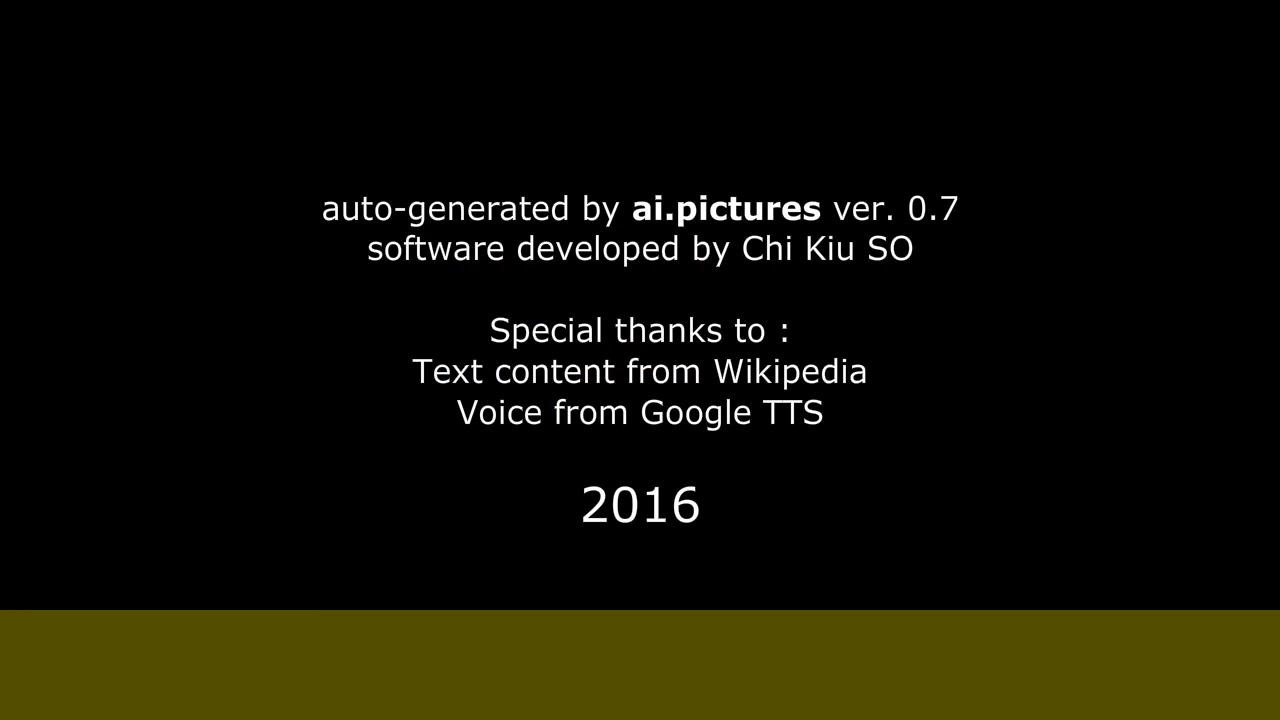 auto-generated by ai.pictures ver. 0.7
software developed by Chi Kiu SO
Special thanks to :
Text content from Wikipedia
Voice from Google TTS
2016